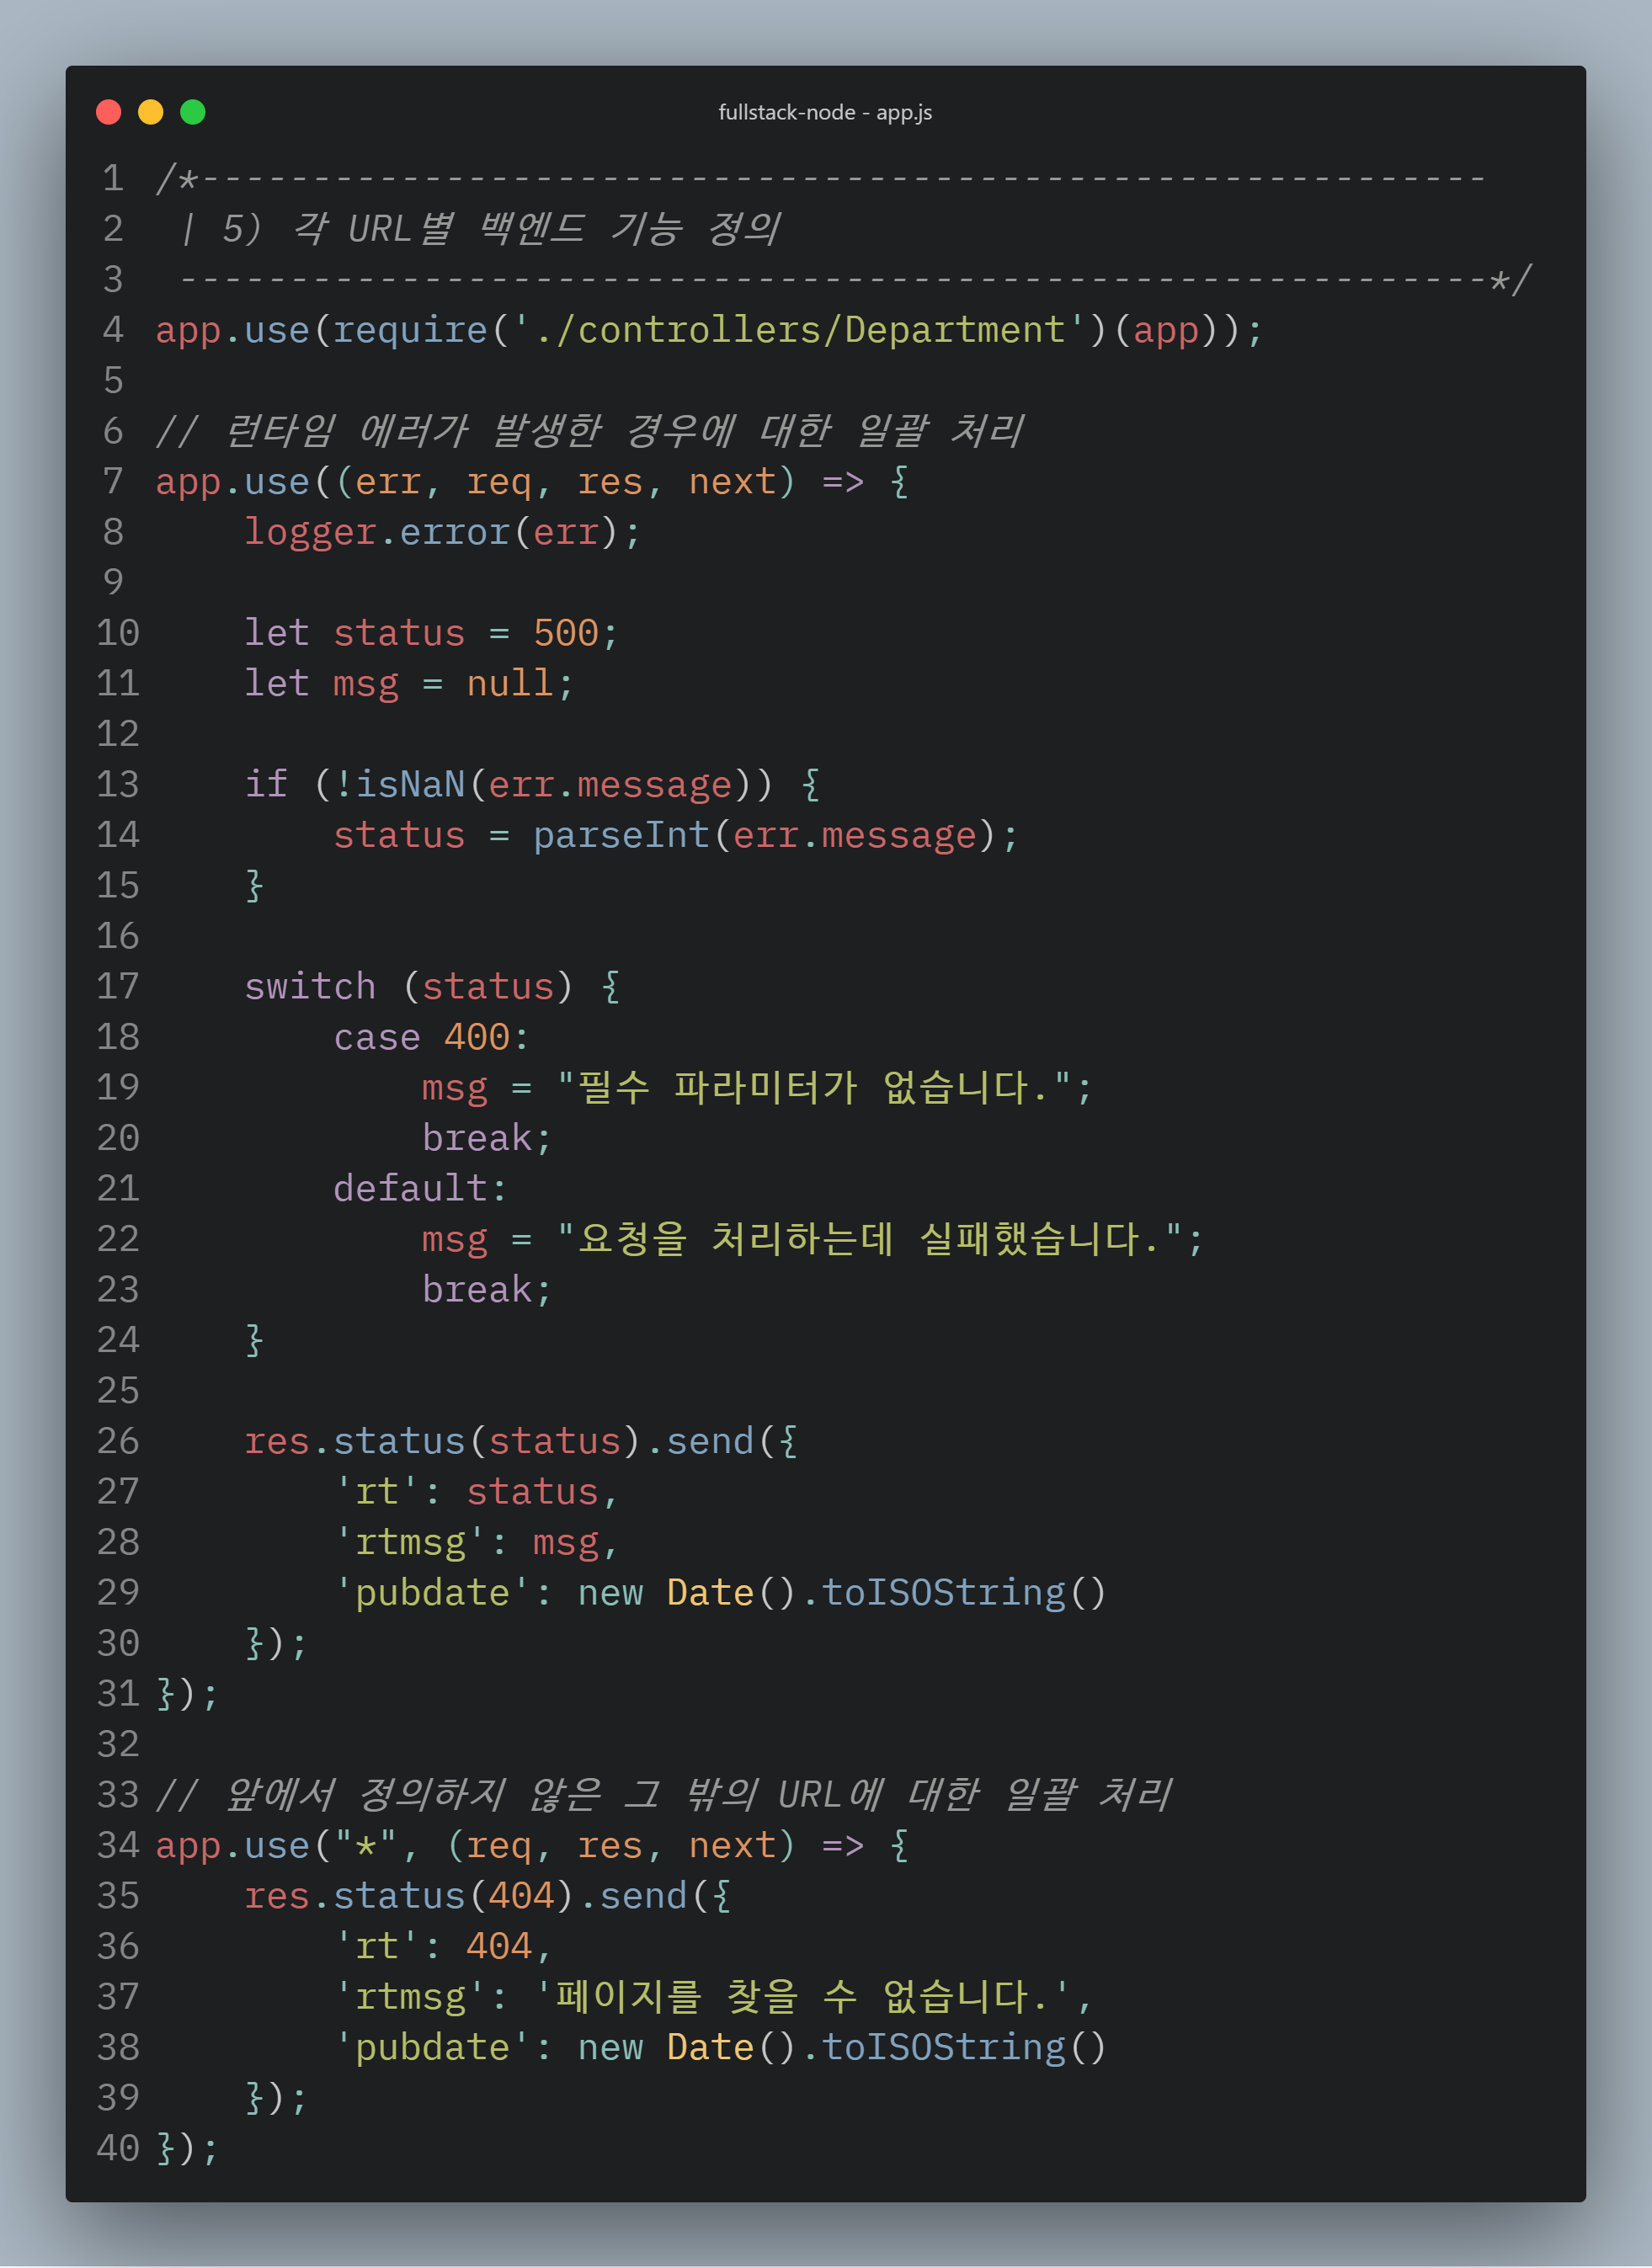 fullstack-node - app.js
1 /*----------------------------------------------------------
2  | 5) 각 URL별 백엔드 기능 정의
3  -----------------------------------------------------------*/
4 app.use(require('./controllers/Department')(app));
5
6 // 런타임 에러가 발생한 경우에 대한 일괄 처리
7 app.use((err, req, res, next) => {
8     logger.error(err);
9
10     let status = 500;
11     let msg = null;
12
13     if (!isNaN(err.message)) {
14         status = parseInt(err.message);
15     }
16
17     switch (status) {
18         case 400:
19             msg = "필수 파라미터가 없습니다.";
20             break;
21         default:
22             msg = "요청을 처리하는데 실패했습니다.";
23             break;
24     }
25
26     res.status(status).send({
27         'rt': status,
28         'rtmsg': msg,
29         'pubdate': new Date().toISOString()
30     });
31 });
32
33 // 앞에서 정의하지 않은 그 밖의 URL에 대한 일괄 처리
34 app.use("*", (req, res, next) => {
35     res.status(404).send({
36         'rt': 404,
37         'rtmsg': '페이지를 찾을 수 없습니다.',
38         'pubdate': new Date().toISOString()
39     });
40 });